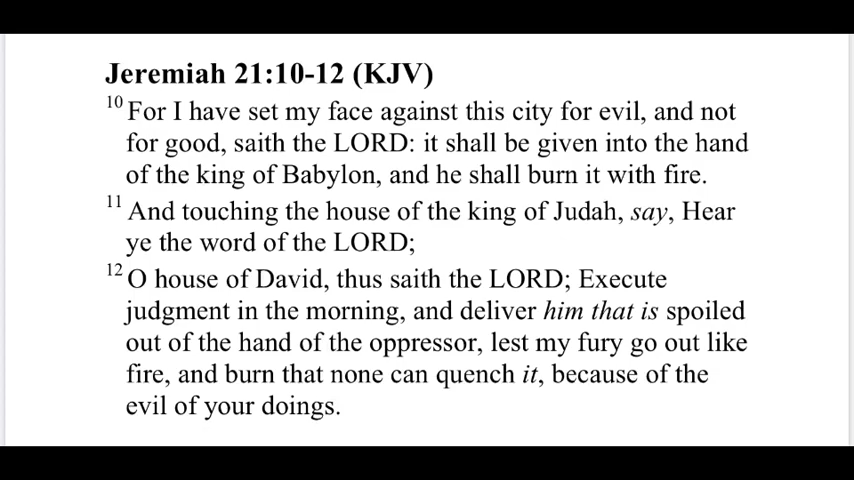 Jeremiah 21:10-12 (KJV)
10 For I have set my face against this city for evil, and not
for good, saith the LORD: it shall be given into the hand
of the king of Babylon, and he shall burn it with fire.
11 And touching the house of the king of Judah, say, Hear
ye the word of the LORD;
12 O house of David, thus saith the LORD; Execute
judgment in the morning, and deliver him that is spoiled
out of the hand of the oppressor, lest my fury go out like
fire, and burn that none can quench it, because of the
evil of your doings.